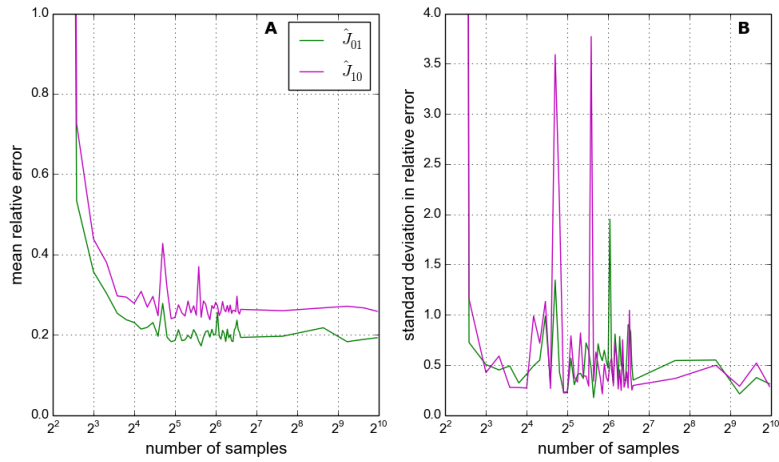 1.0
0.8
0.6
0.4
0.2
0.0
mean relative error
A
Ĵ₀₁
Ĵ₁₀
2² 2³ 2⁴ 2⁵ 2⁶ 2⁷ 2⁸ 2⁹ 2¹⁰
number of samples
4.0
3.5
3.0
2.5
2.0
1.5
1.0
0.5
0.0
standard deviation in relative error
B
2² 2³ 2⁴ 2⁵ 2⁶ 2⁷ 2⁸ 2⁹ 2¹⁰
number of samples